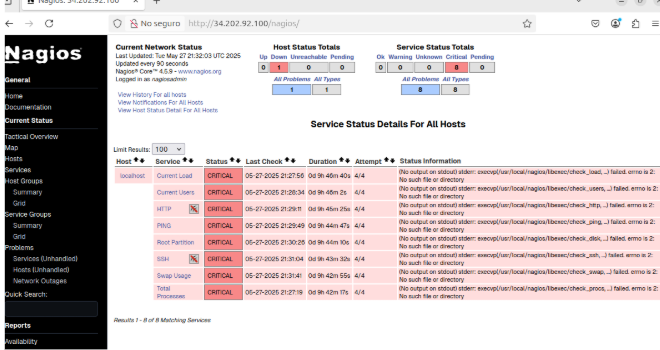 Nagios: 34.202.92.100
No seguro http://34.202.92.100/nagios/
Nagios®
General
Home
Documentation
Current Status
Tactical Overview
Map
Hosts
Services
Host Groups
Summary
Grid
Service Groups
Summary
Grid
Problems
Services (Unhandled)
Hosts (Unhandled)
Network Outages
Quick Search:
Reports
Availability
Current Network Status
Last Updated: Tue May 27 21:32:03 UTC 2025
Updated every 90 seconds
Nagios® Core™ 4.5.9 - www.nagios.org
Logged in as nagiosadmin
View History For all hosts
View Notifications For All Hosts
View Host Status Detail For All Hosts
Host Status Totals
Up Down Unreachable Pending
0 1 0 0
All Problems All Types
1 1
Service Status Totals
Ok Warning Unknown Critical Pending
0 0 0 8 0
All Problems All Types
8 8
Service Status Details For All Hosts
Limit Results: 100
Host Service Status Last Check Duration Attempt Status Information
localhost Current Load CRITICAL 05-27-2025 21:27:56 0d 9h 46m 40s 4/4 (No output on stdout) stderr: execvp(/usr/local/nagios/libexec/check_load, ...) failed. errno is 2:
No such file or directory
Current Users CRITICAL 05-27-2025 21:28:34 0d 9h 46m 2s 4/4 (No output on stdout) stderr: execvp(/usr/local/nagios/libexec/check_users, ...) failed. errno is 2:
No such file or directory
HTTP CRITICAL 05-27-2025 21:29:11 0d 9h 45m 25s 4/4 (No output on stdout) stderr: execvp(/usr/local/nagios/libexec/check_http, ...) failed. errno is 2:
No such file or directory
PING CRITICAL 05-27-2025 21:29:49 0d 9h 44m 47s 4/4 (No output on stdout) stderr: execvp(/usr/local/nagios/libexec/check_ping, ...) failed. errno is 2:
No such file or directory
Root Partition CRITICAL 05-27-2025 21:30:26 0d 9h 44m 10s 4/4 (No output on stdout) stderr: execvp(/usr/local/nagios/libexec/check_disk, ...) failed. errno is 2:
No such file or directory
SSH CRITICAL 05-27-2025 21:31:04 0d 9h 43m 32s 4/4 (No output on stdout) stderr: execvp(/usr/local/nagios/libexec/check_ssh, ...) failed. errno is 2:
No such file or directory
Swap Usage CRITICAL 05-27-2025 21:31:41 0d 9h 42m 55s 4/4 (No output on stdout) stderr: execvp(/usr/local/nagios/libexec/check_swap, ...) failed. errno is 2:
No such file or directory
Total CRITICAL 05-27-2025 21:27:19 0d 9h 42m 17s 4/4 (No output on stdout) stderr: execvp(/usr/local/nagios/libexec/check_procs, ...) failed. errno is 2:
Processes No such file or directory
Results 1 - 8 of 8 Matching Services